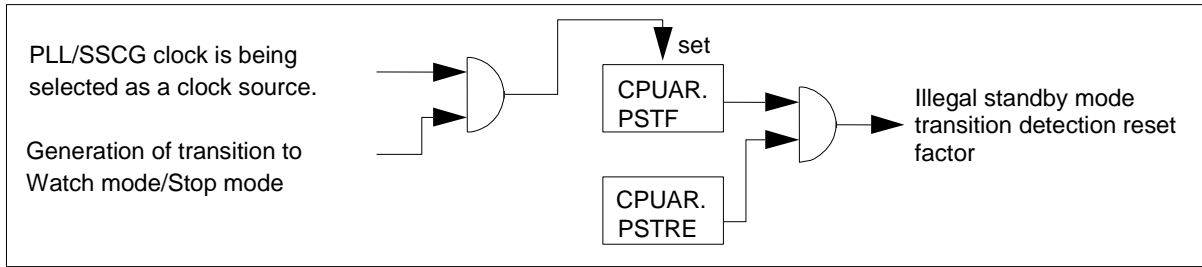 PLL/SSCG clock is being
selected as a clock source.
Generation of transition to
Watch mode/Stop mode
set
CPUAR.
PSTF
CPUAR.
PSTRE
Illegal standby mode
transition detection reset
factor